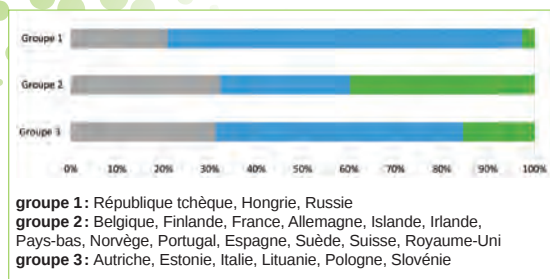 Groupe 1
Groupe 2
Groupe 3
0% 10% 20% 30% 40% 50% 60% 70% 80% 90% 100%
groupe 1 : République tchèque, Hongrie, Russie
groupe 2 : Belgique, Finlande, France, Allemagne, Islande, Irlande,
Pays-bas, Norvège, Portugal, Espagne, Suède, Suisse, Royaume-Uni
groupe 3 : Autriche, Estonie, Italie, Lituanie, Pologne, Slovénie